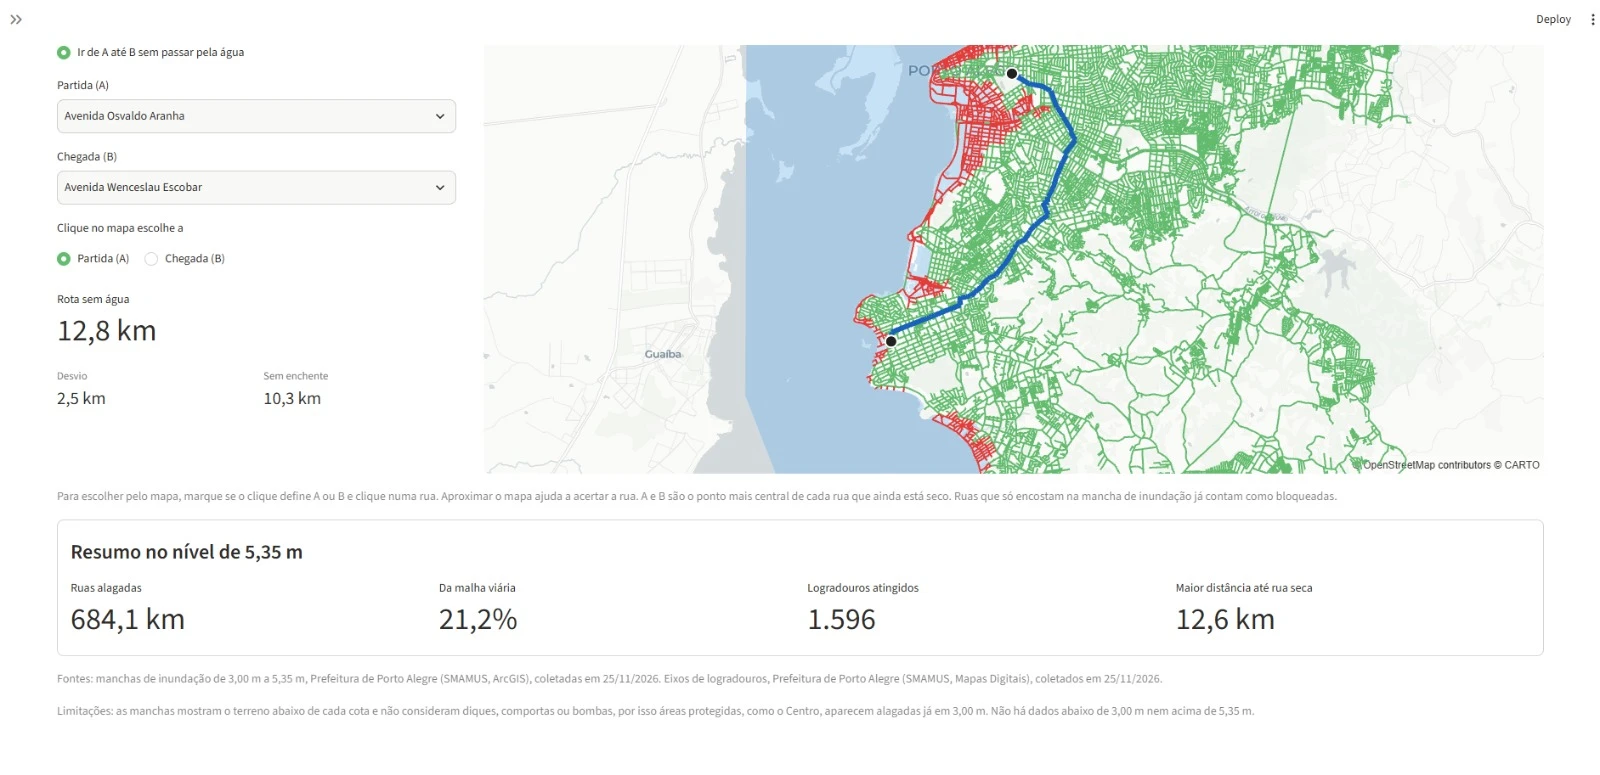 Deploy
Ir de A até B sem passar pela água
Partida (A)
Avenida Osvaldo Aranha
Chegada (B)
Avenida Wenceslau Escobar
Clique no mapa escolhe a
Partida (A) Chegada (B)
Rota sem água
12,8 km
Desvio Sem enchente
2,5 km 10,3 km
Guaíba
OpenStreetMap contributors © CARTO
Para escolher pelo mapa, marque se o clique define A ou B e clique numa rua. Aproximar o mapa ajuda a acertar a rua. A e B são o ponto mais central de cada rua que ainda está seco. Ruas que só encostam na mancha de inundação já contam como bloqueadas.
Resumo no nível de 5,35 m
Ruas alagadas Da malha viária Logradouros atingidos Maior distância até rua seca
684,1 km 21,2% 1.596 12,6 km
Fontes: manchas de inundação de 3,00 m a 5,35 m, Prefeitura de Porto Alegre (SMAMUS, ArcGIS), coletadas em 25/11/2026. Eixos de logradouros, Prefeitura de Porto Alegre (SMAMUS, Mapas Digitais), coletados em 25/11/2026.
Limitações: as manchas mostram o terreno abaixo de cada cota e não consideram diques, comportas ou bombas, por isso áreas protegidas, como o Centro, aparecem alagadas já em 3,00 m. Não há dados abaixo de 3,00 m nem acima de 5,35 m.